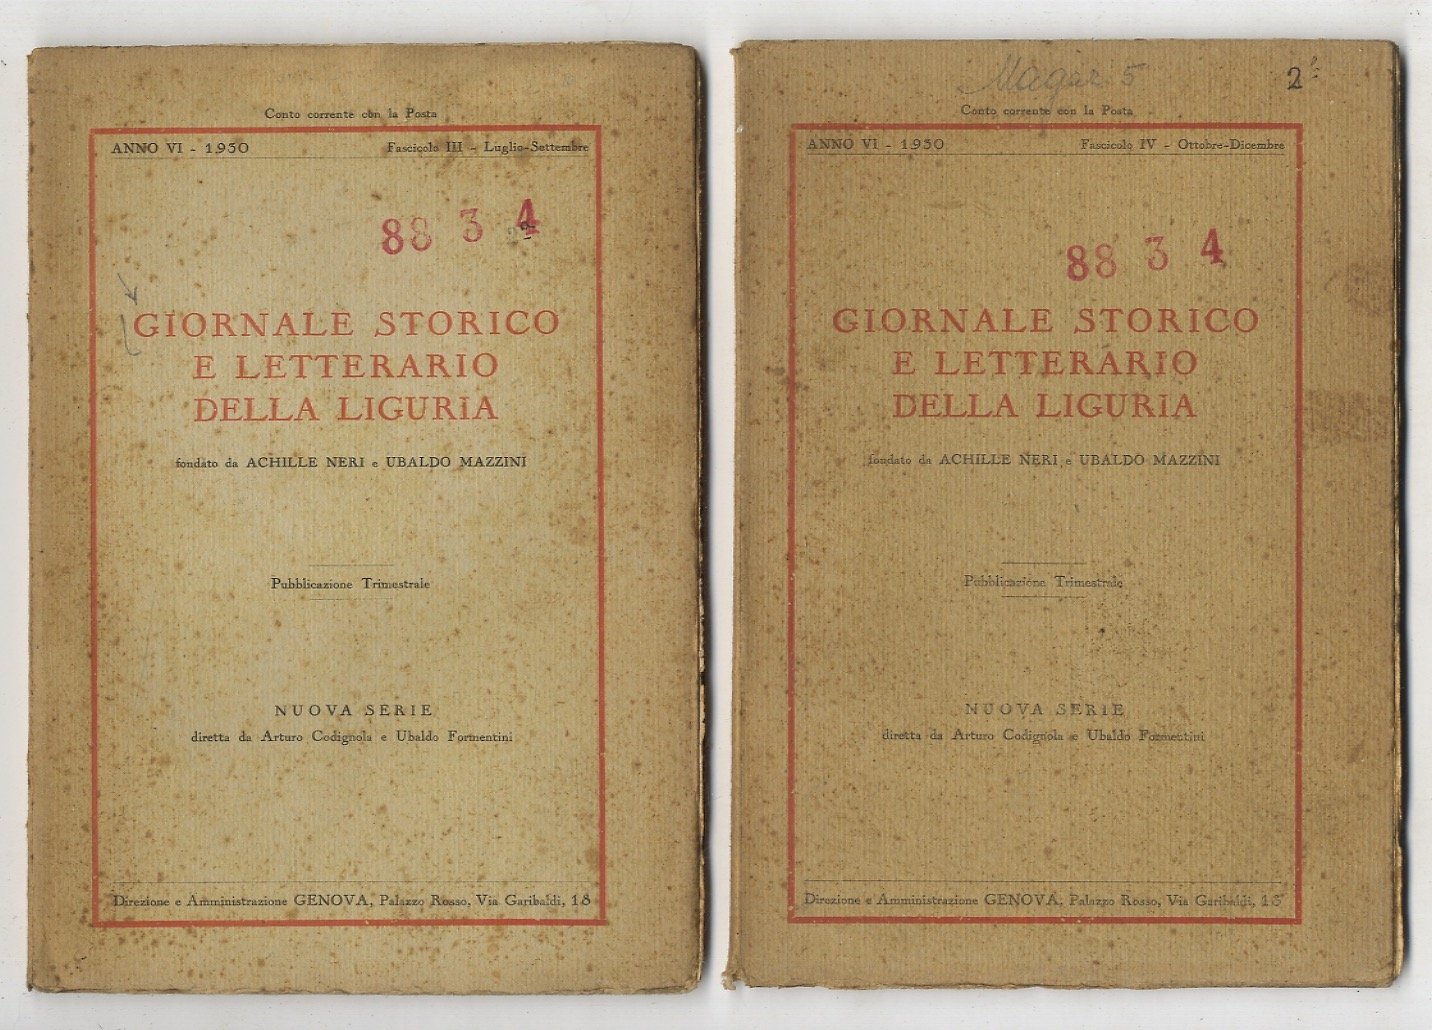 Conto corrente con la Posta
ANNO VI - 1930 Fascicolo III - Luglio-Settembre
88 3 4
GIORNALE STORICO
E LETTERARIO
DELLA LIGURIA
fondato da ACHILLE NERI e UBALDO MAZZINI
Pubblicazione Trimestrale
NUOVA SERIE
diretta da Arturo Codignola e Ubaldo Formentini
Direzione e Amministrazione GENOVA, Palazzo Rosso, Via Garibaldi, 18
2
Conto corrente con la Posta
ANNO VI - 1930 Fascicolo IV - Ottobre-Dicembre
88 3 4
GIORNALE STORICO
E LETTERARIO
DELLA LIGURIA
fondato da ACHILLE NERI e UBALDO MAZZINI
Pubblicazione Trimestrale
NUOVA SERIE
diretta da Arturo Codignola e Ubaldo Formentini
Direzione e Amministrazione GENOVA, Palazzo Rosso, Via Garibaldi, 18